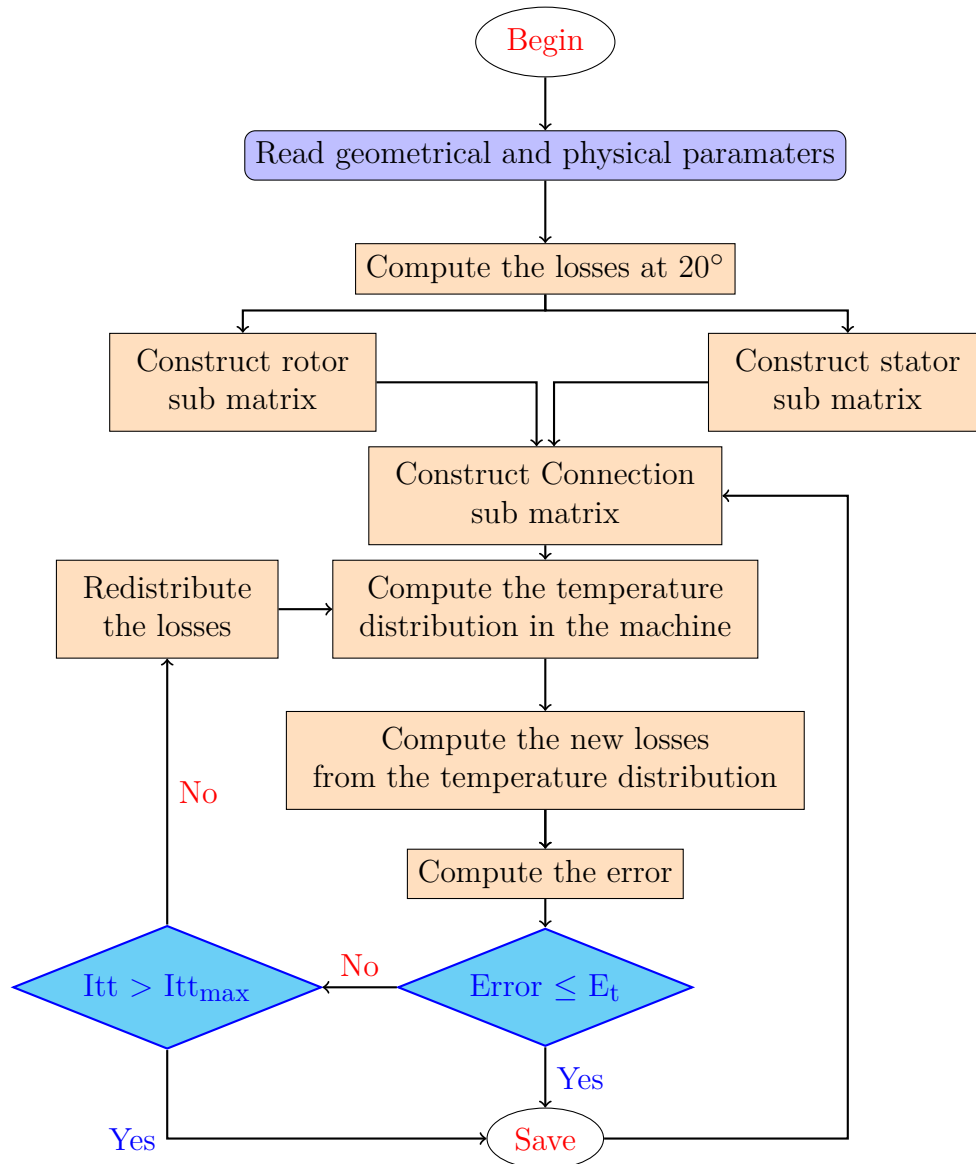 Begin
Read geometrical and physical paramaters
Compute the losses at 20°
Construct rotor
sub matrix
Construct stator
sub matrix
Construct Connection
sub matrix
Redistribute
the losses
Compute the temperature
distribution in the machine
Compute the new losses
from the temperature distribution
No
Compute the error
Itt > Ittmax
No
Error ≤ Et
Yes
Yes
Save